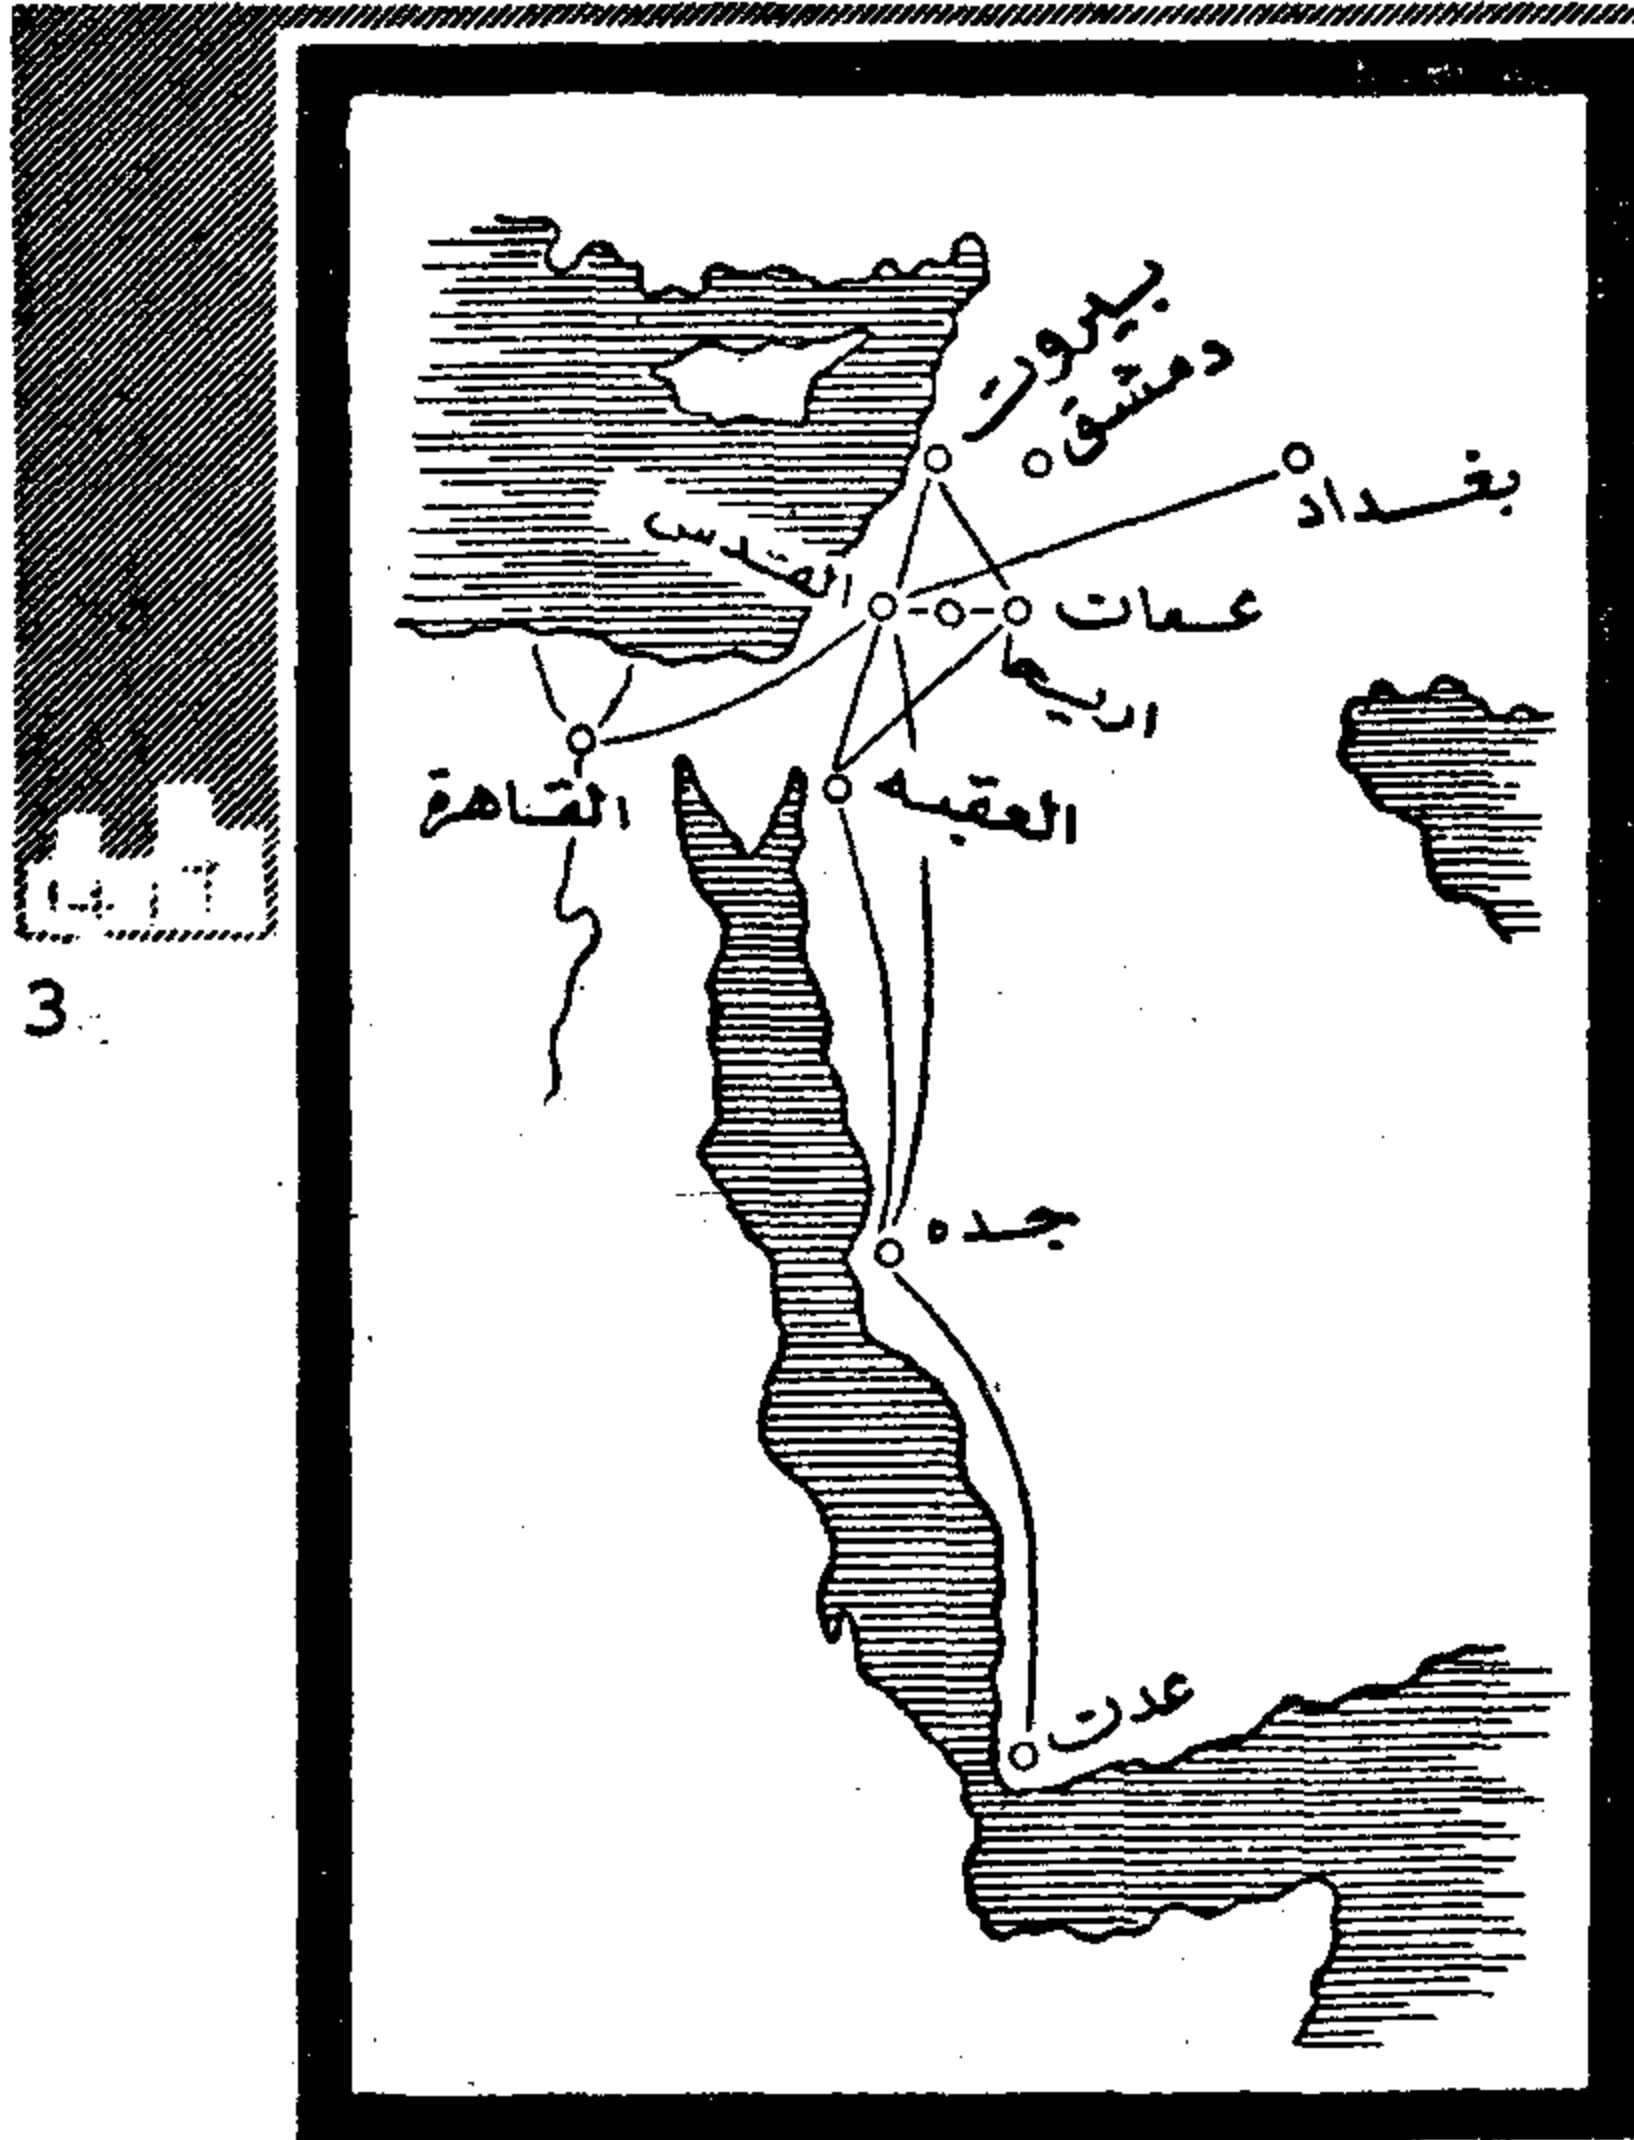 بيروت
دمشق
بغداد
القدس
عمان
اريحا
القاهرة
العقبه
3
جده
عدن